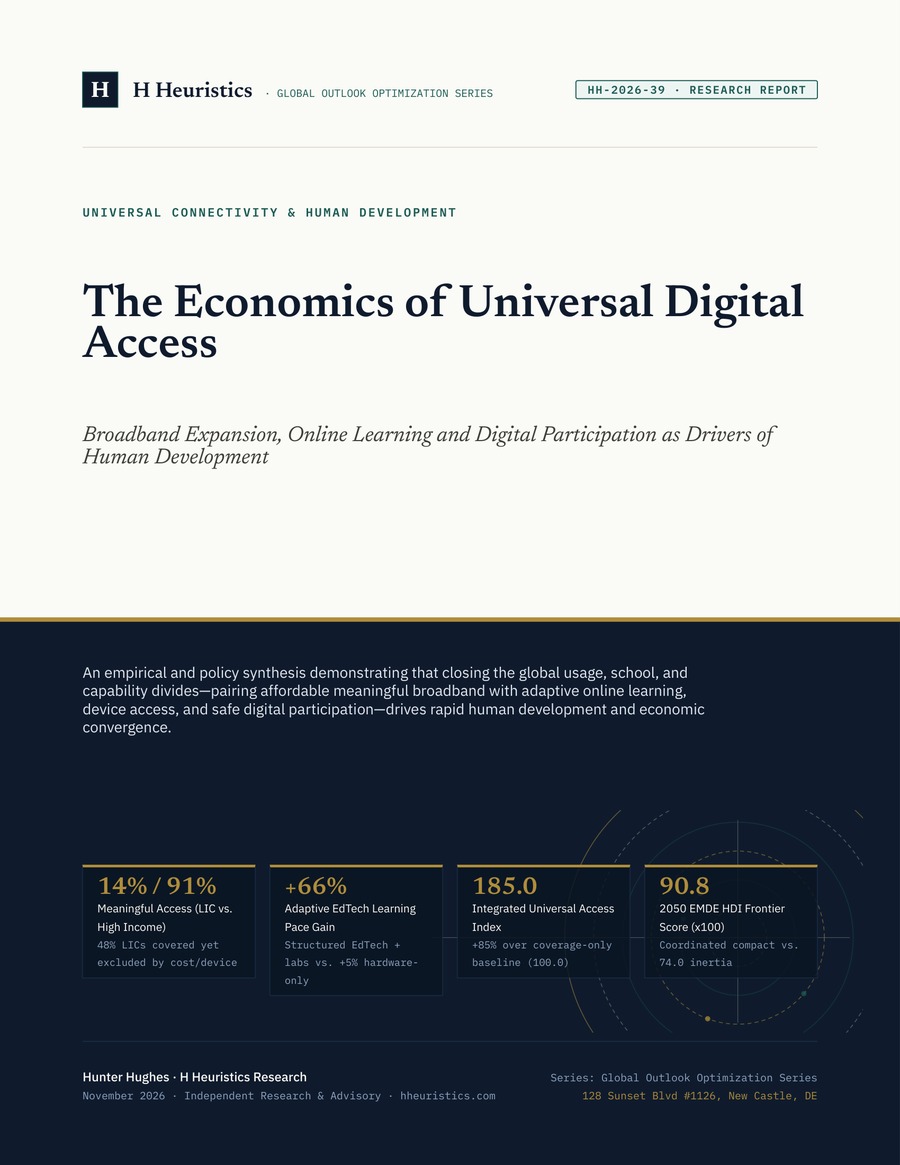 H
H Heuristics · GLOBAL OUTLOOK OPTIMIZATION SERIES
HH-2026-39 · RESEARCH REPORT
UNIVERSAL CONNECTIVITY & HUMAN DEVELOPMENT
The Economics of Universal Digital
Access
Broadband Expansion, Online Learning and Digital Participation as Drivers of
Human Development
An empirical and policy synthesis demonstrating that closing the global usage, school, and
capability divides—pairing affordable meaningful broadband with adaptive online learning,
device access, and safe digital participation—drives rapid human development and economic
convergence.
14% / 91%
Meaningful Access (LIC vs.
High Income)
48% LICs covered yet
excluded by cost/device
+66%
Adaptive EdTech Learning
Pace Gain
Structured EdTech +
labs vs. +5% hardware-
only
185.0
Integrated Universal Access
Index
+85% over coverage-only
baseline (100.0)
90.8
2050 EMDE HDI Frontier
Score (x100)
Coordinated compact vs.
74.0 inertia
Hunter Hughes · H Heuristics Research
November 2026 · Independent Research & Advisory · hheuristics.com
Series: Global Outlook Optimization Series
128 Sunset Blvd #1126, New Castle, DE